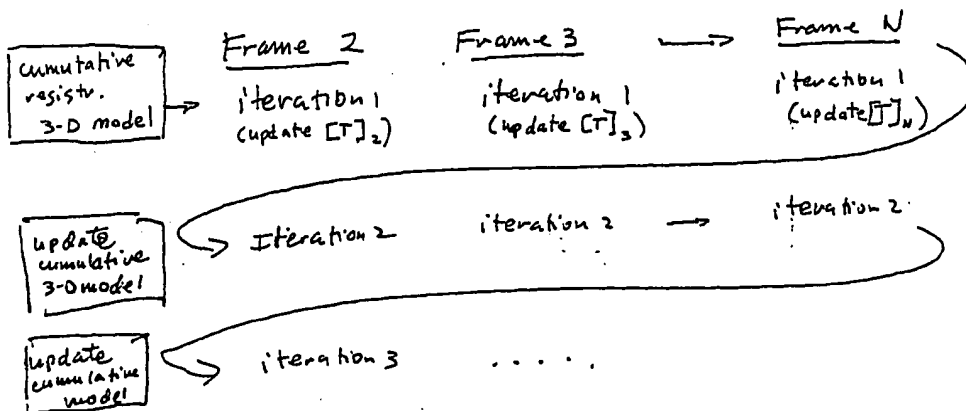 Frame 2 Frame 3 → Frame N
cumutative
registr.
3-D model
iteration 1 iteration 1 iteration 1
(update [T]2) (update [T]3) (update [T]N)
update
cumulative
3-D model
Iteration 2 iteration 2 → iteration 2
update
cumulative
model
iteration 3 . . . . .